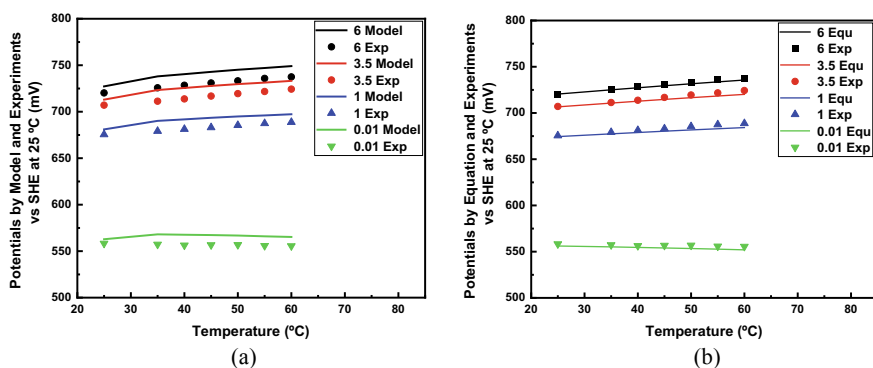 Potentials by Model and Experiments
vs SHE at 25 ºC (mV)
800
750
700
650
600
550
500
30
40
50
60
70
80
Temperature (ºC)
6 Model
6 Exp
3.5 Model
3.5 Exp
1 Model
1 Exp
0.01 Model
0.01 Exp
(a)
Potentials by Equation and Experiments
vs SHE at 25 ºC (mV)
800
750
700
650
600
550
500
30
40
50
60
70
80
Temperature (ºC)
6 Equ
6 Exp
3.5 Equ
3.5 Exp
1 Equ
1 Exp
0.01 Equ
0.01 Exp
(b)